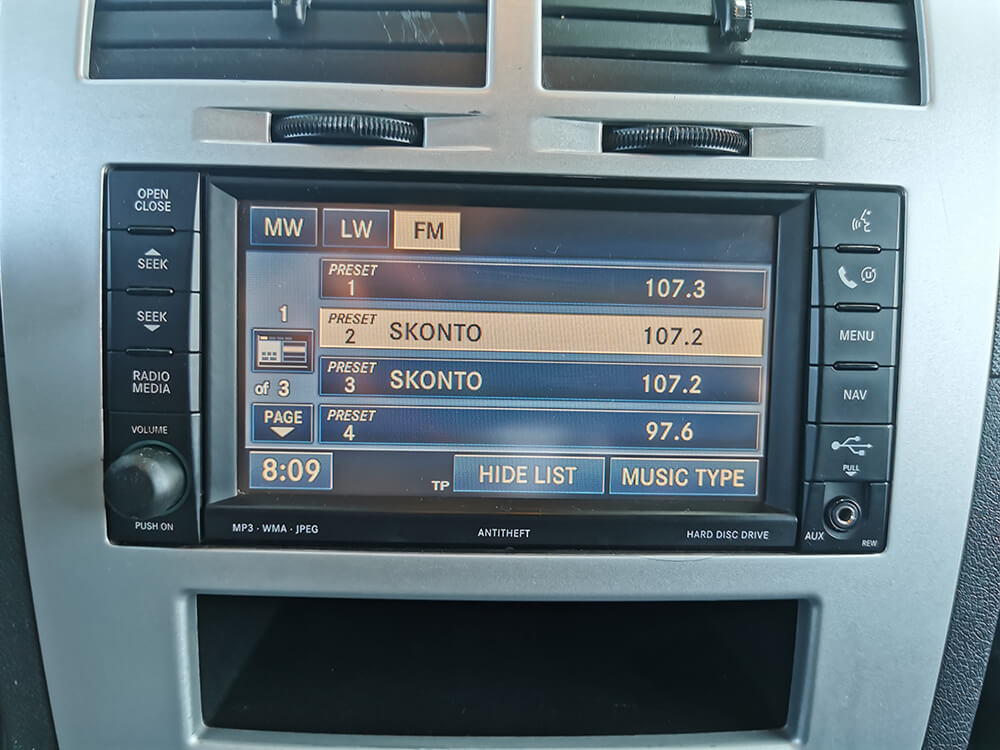 OPEN
CLOSE
SEEK
SEEK
RADIO
MEDIA
VOLUME
PUSH ON
MW LW FM
PRESET
1 107.3
PRESET
2 SKONTO 107.2
PRESET
3 SKONTO 107.2
PRESET
4 97.6
1
of 3
PAGE
8:09 TP HIDE LIST MUSIC TYPE
MP3 · WMA · JPEG ANTITHEFT HARD DISC DRIVE
u
MENU
NAV
PULL
AUX REW